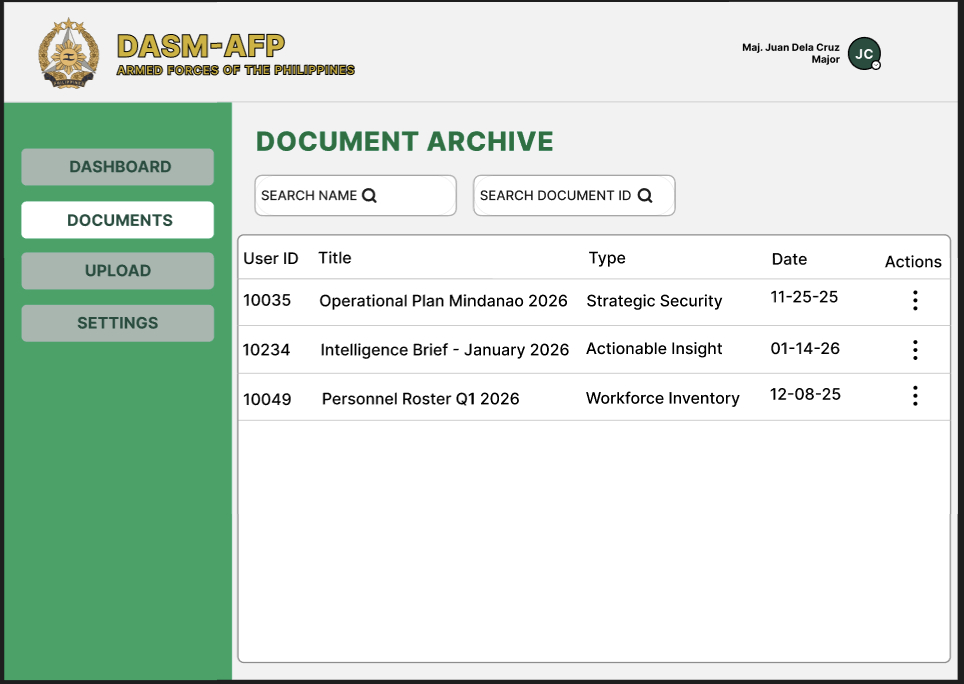 DASM-AFP
ARMED FORCES OF THE PHILIPPINES
PILIPINAS
Maj. Juan Dela Cruz
Major
JC
DASHBOARD
DOCUMENTS
UPLOAD
SETTINGS
DOCUMENT ARCHIVE
SEARCH NAME
SEARCH DOCUMENT ID
User ID Title Type Date Actions
10035 Operational Plan Mindanao 2026 Strategic Security 11-25-25
10234 Intelligence Brief - January 2026 Actionable Insight 01-14-26
10049 Personnel Roster Q1 2026 Workforce Inventory 12-08-25